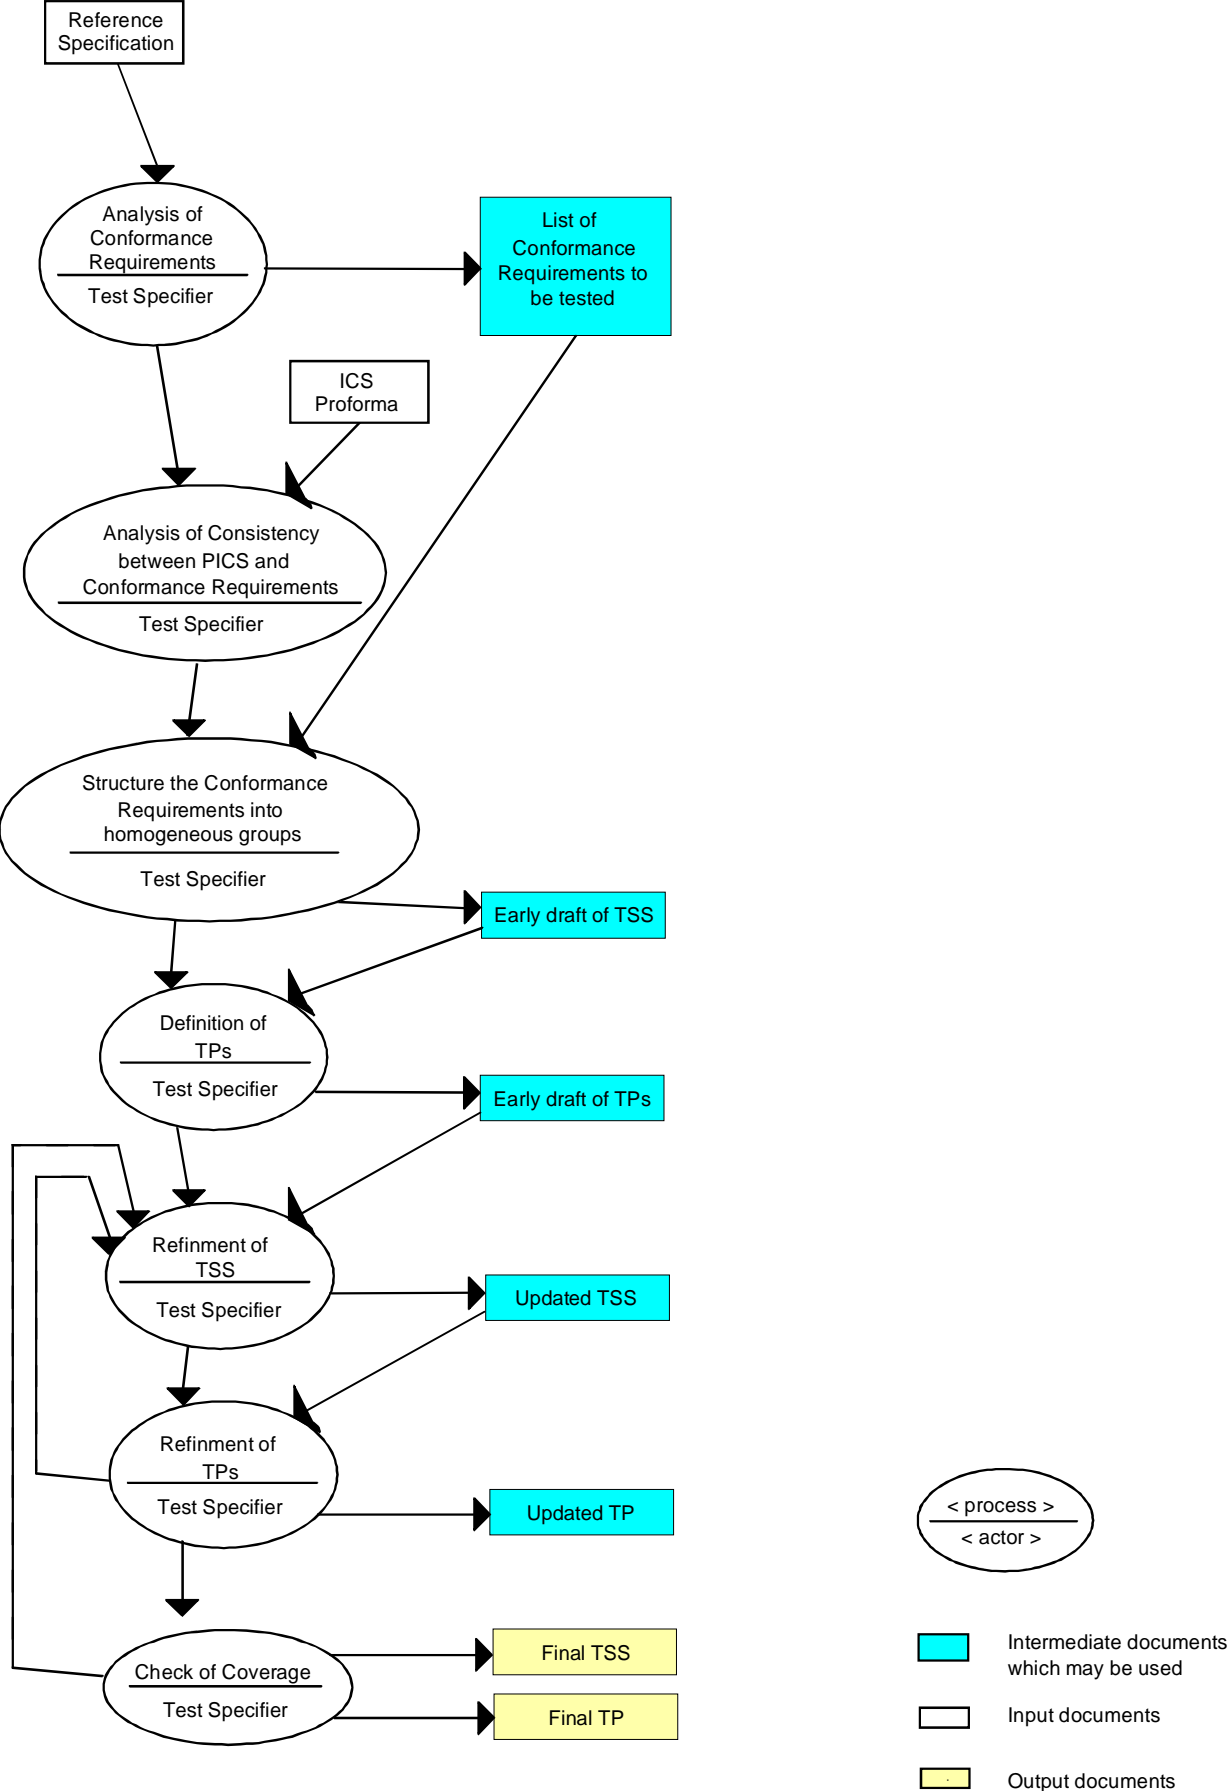 Reference
Specification
Analysis of
Conformance
Requirements
Test Specifier
List of
Conformance
Requirements to
be tested
ICS
Proforma
Analysis of Consistency
between PICS and
Conformance Requirements
Test Specifier
Structure the Conformance
Requirements into
homogeneous groups
Test Specifier
Early draft of TSS
Definition of
TPs
Test Specifier
Early draft of TPs
Refinment of
TSS
Test Specifier
Updated TSS
Refinment of
TPs
Test Specifier
Updated TP
Check of Coverage
Test Specifier
Final TSS
Final TP
< process >
< actor >
Intermediate documents
which may be used
Input documents
Output documents